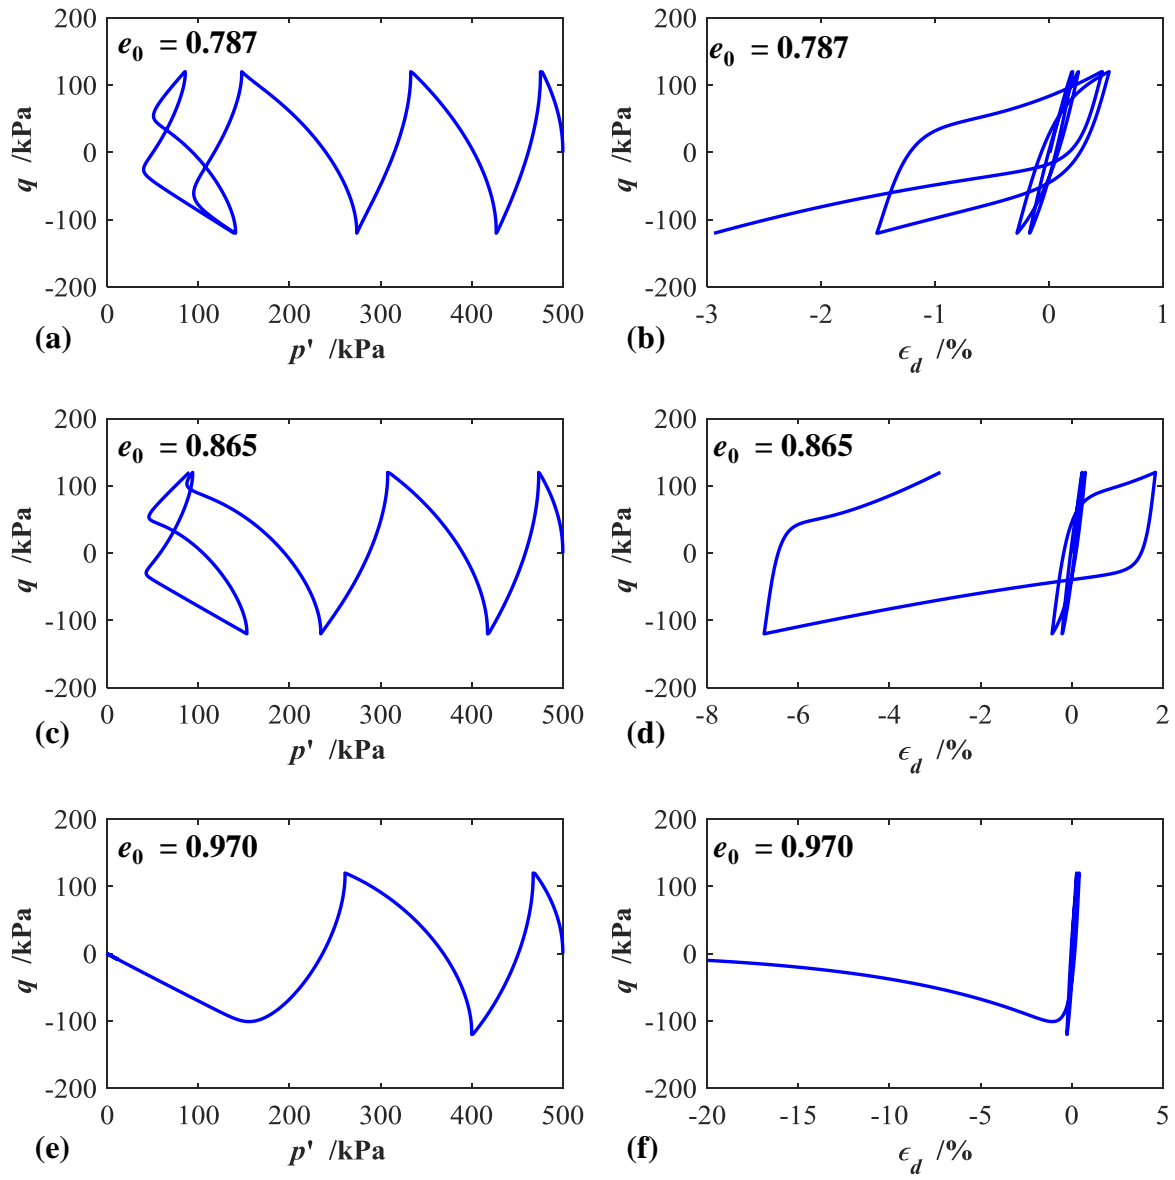 200
100
0
-100
-200
q /kPa
e0 = 0.787
0 100 200 300 400 500
(a)
p' /kPa
200
100
0
-100
-200
q /kPa
e0 = 0.787
-3 -2 -1 0 1
(b)
ϵd /%
200
100
0
-100
-200
q /kPa
e0 = 0.865
0 100 200 300 400 500
(c)
p' /kPa
200
100
0
-100
-200
q /kPa
e0 = 0.865
-8 -6 -4 -2 0 2
(d)
ϵd /%
200
100
0
-100
-200
q /kPa
e0 = 0.970
0 100 200 300 400 500
(e)
p' /kPa
200
100
0
-100
-200
q /kPa
e0 = 0.970
-20 -15 -10 -5 0 5
(f)
ϵd /%